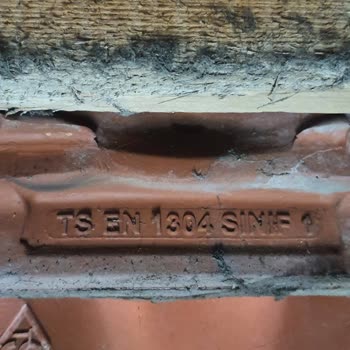 TS EN 1304 SINIF 1